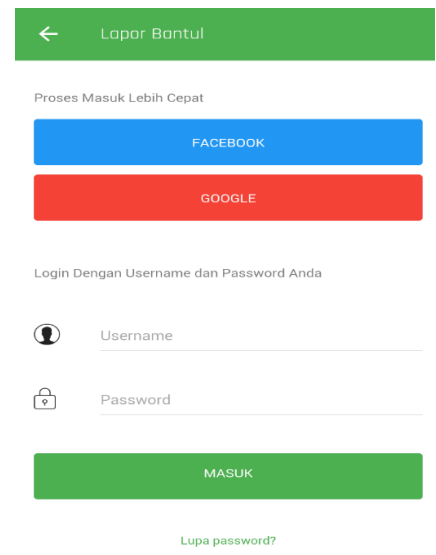 Lapor Bantul
Proses Masuk Lebih Cepat
FACEBOOK
GOOGLE
Login Dengan Username dan Password Anda
Username
Password
MASUK
Lupa password?